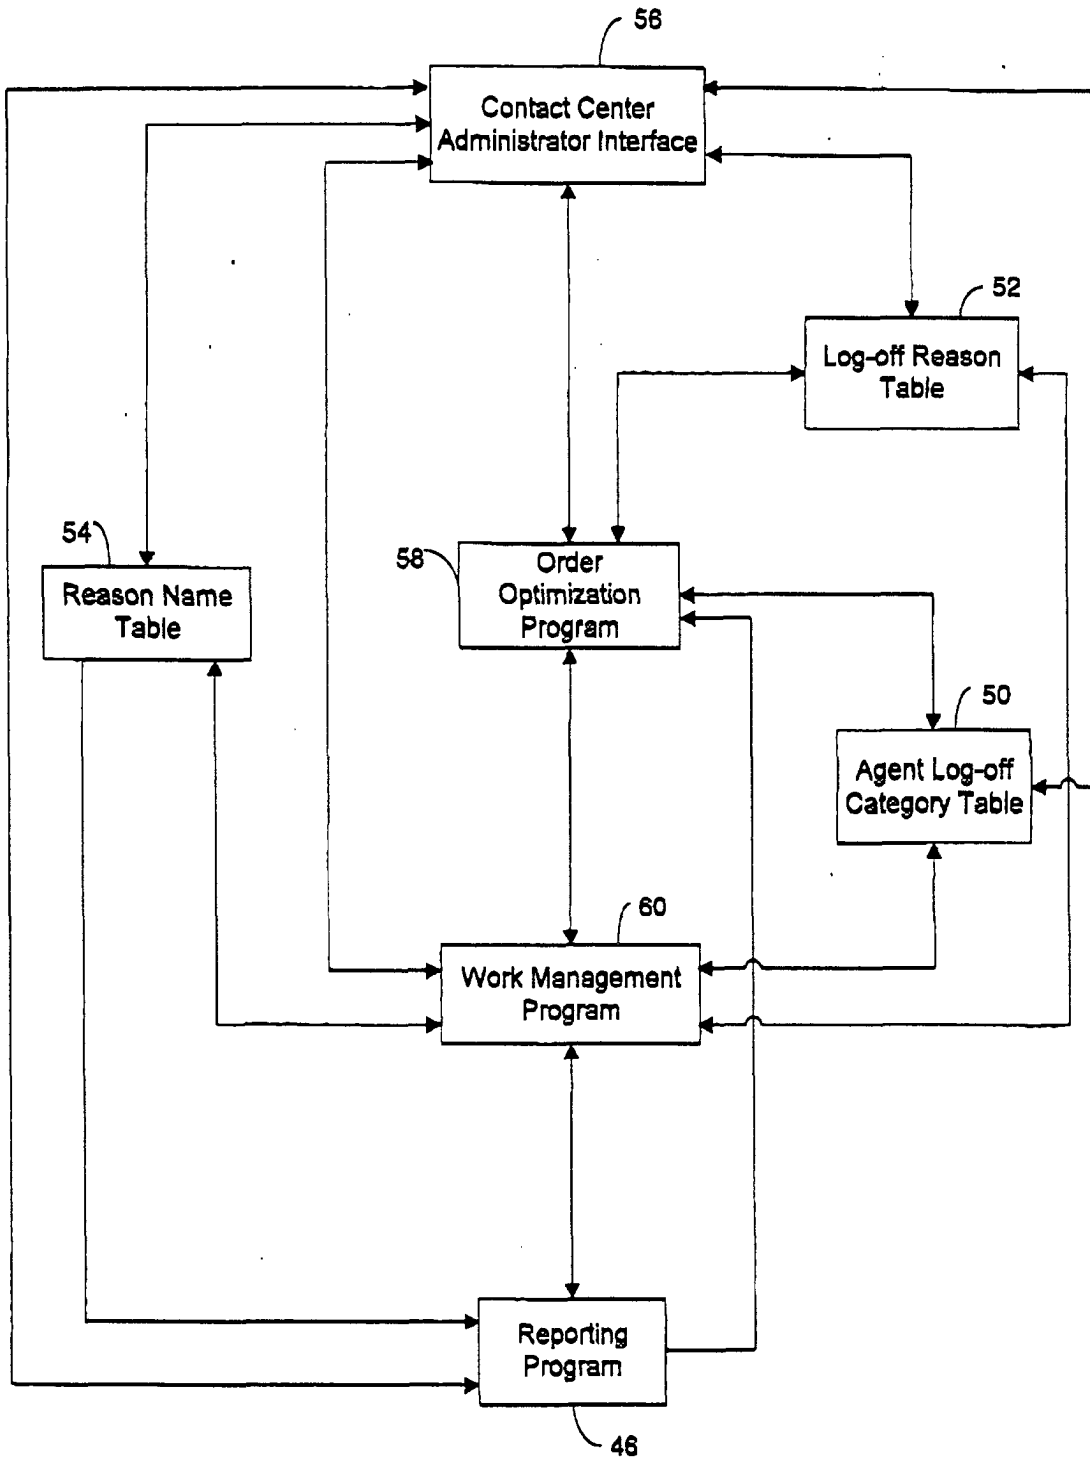 56
Contact Center
Administrator Interface
52
Log-off Reason
Table
54
Reason Name
Table
58
Order
Optimization
Program
50
Agent Log-off
Category Table
60
Work Management
Program
Reporting
Program
46